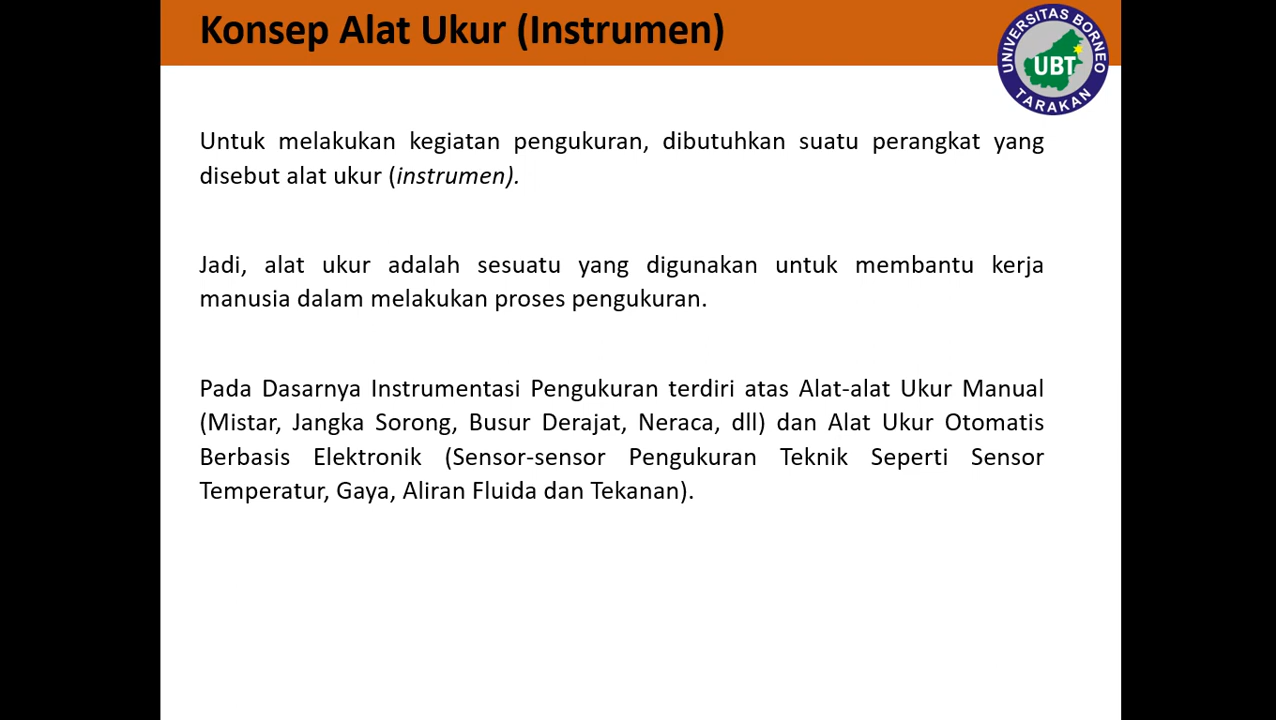 Konsep Alat Ukur (Instrumen)
UNIVERSITAS BORNEO
UBT
TARAKAN
Untuk melakukan kegiatan pengukuran, dibutuhkan suatu perangkat yang
disebut alat ukur (instrumen).
Jadi, alat ukur adalah sesuatu yang digunakan untuk membantu kerja
manusia dalam melakukan proses pengukuran.
Pada Dasarnya Instrumentasi Pengukuran terdiri atas Alat-alat Ukur Manual
(Mistar, Jangka Sorong, Busur Derajat, Neraca, dll) dan Alat Ukur Otomatis
Berbasis Elektronik (Sensor-sensor Pengukuran Teknik Seperti Sensor
Temperatur, Gaya, Aliran Fluida dan Tekanan).